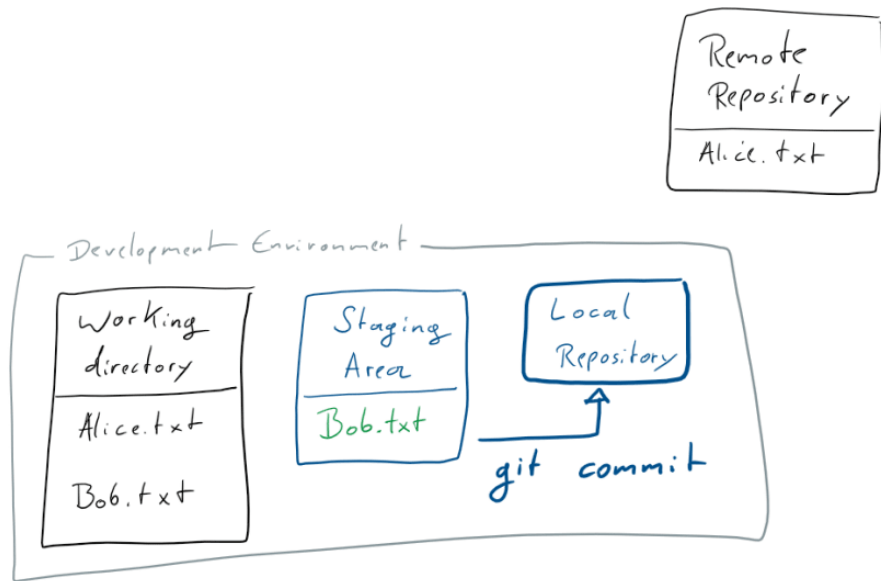 Remote
Repository
Alice.txt
Development Environment
Working
directory
Alice.txt
Bob.txt
Staging
Area
Bob.txt
Local
Repository
git commit